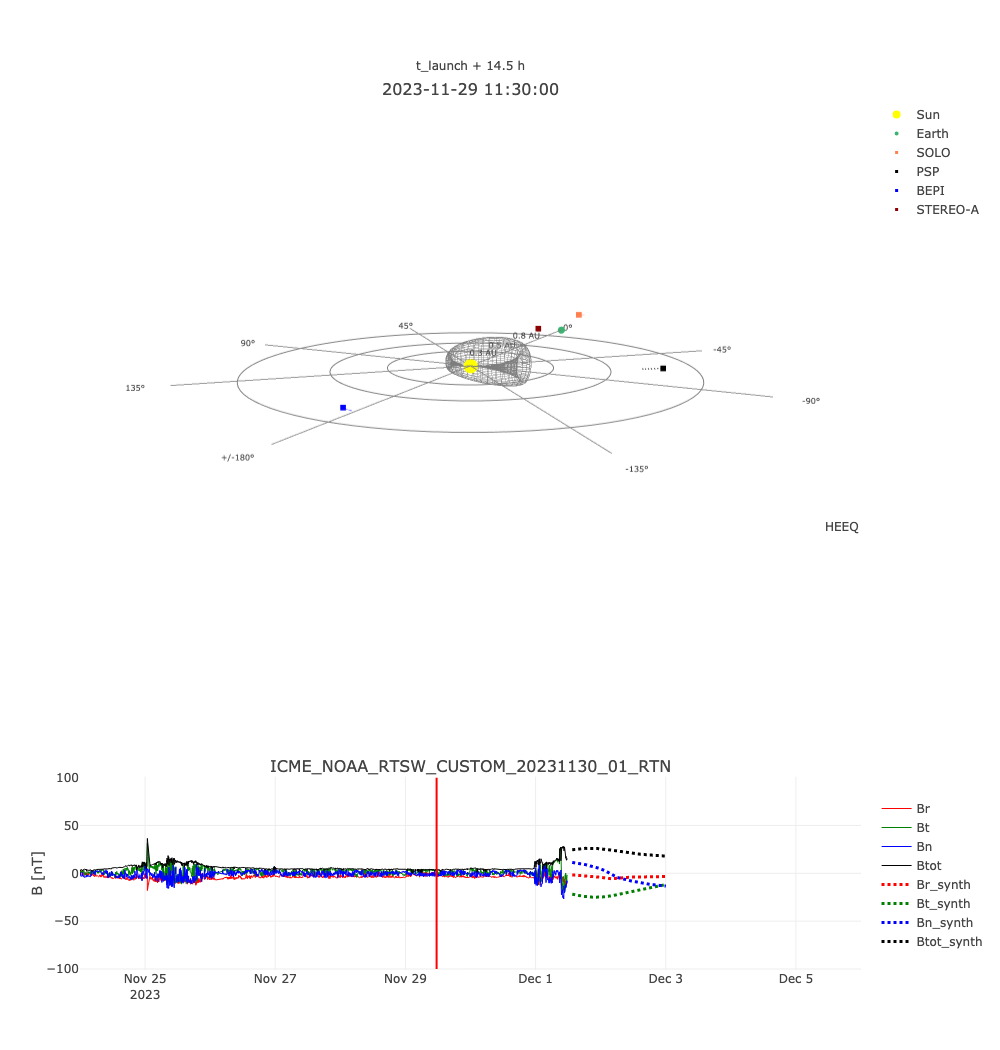 t_launch + 14.5 h
2023-11-29 11:30:00
Sun
Earth
SOLO
PSP
BEPI
STEREO-A
45°
0°
0.8 AU
90°
0.5 AU
-45°
0.3 AU
135°
-90°
+/-180°
-135°
HEEQ
ICME_NOAA_RTSW_CUSTOM_20231130_01_RTN
100
50
0
−50
−100
B [nT]
Nov 25
2023
Nov 27
Nov 29
Dec 1
Dec 3
Dec 5
Br
Bt
Bn
Btot
Br_synth
Bt_synth
Bn_synth
Btot_synth